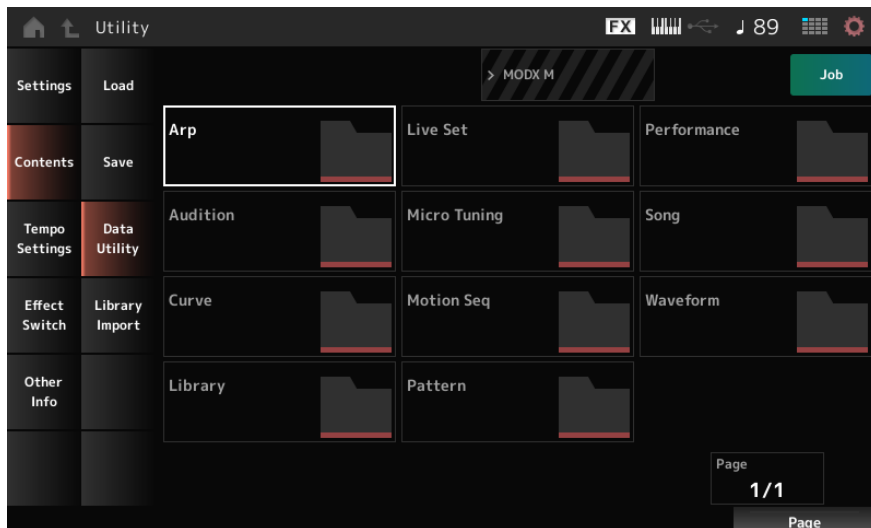 Utility
FX
89
Settings
Load
> MODX M
Job
Arp
Live Set
Performance
Contents
Save
Audition
Micro Tuning
Song
Tempo
Settings
Data
Utility
Curve
Motion Seq
Waveform
Effect
Switch
Library
Import
Library
Pattern
Other
Info
Page
1/1
Page